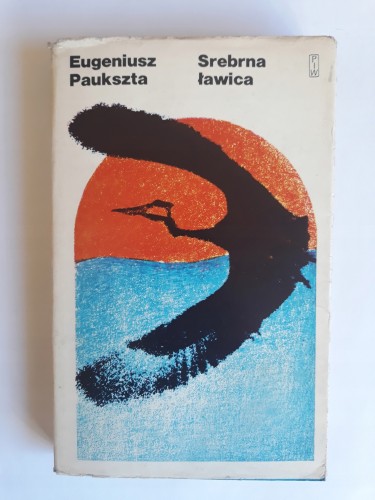 Eugeniusz
Paukszta
Srebrna
ławica
PIW